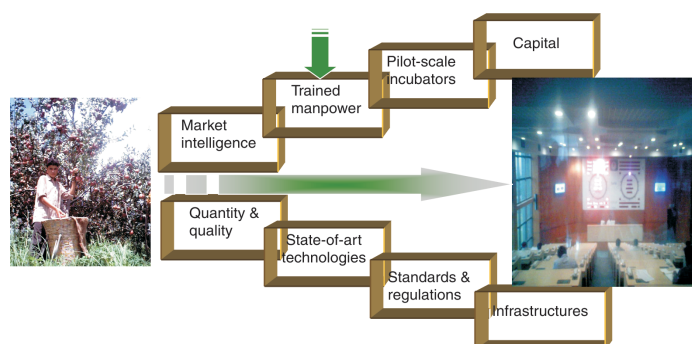 Capital
Pilot-scale
incubators
Trained
manpower
Market
intelligence
Quantity &
quality
State-of-art
technologies
Standards &
regulations
Infrastructures